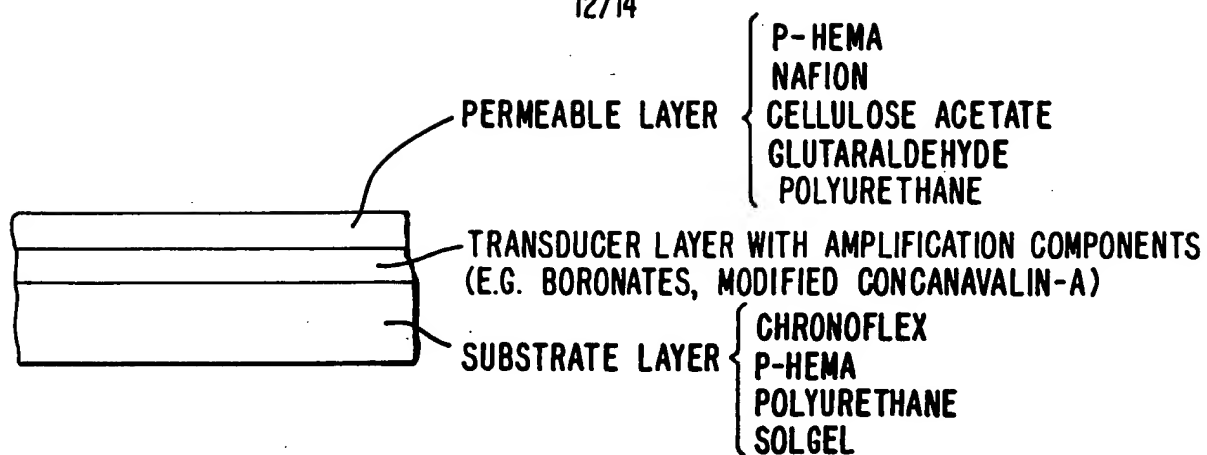 12/14
P-HEMA
NAFION
PERMEABLE LAYER
CELLULOSE ACETATE
GLUTARALDEHYDE
POLYURETHANE
TRANSDUCER LAYER WITH AMPLIFICATION COMPONENTS
(E.G. BORONATES, MODIFIED CONCANAVALIN-A)
SUBSTRATE LAYER
CHRONOFLEX
P-HEMA
POLYURETHANE
SOLGEL